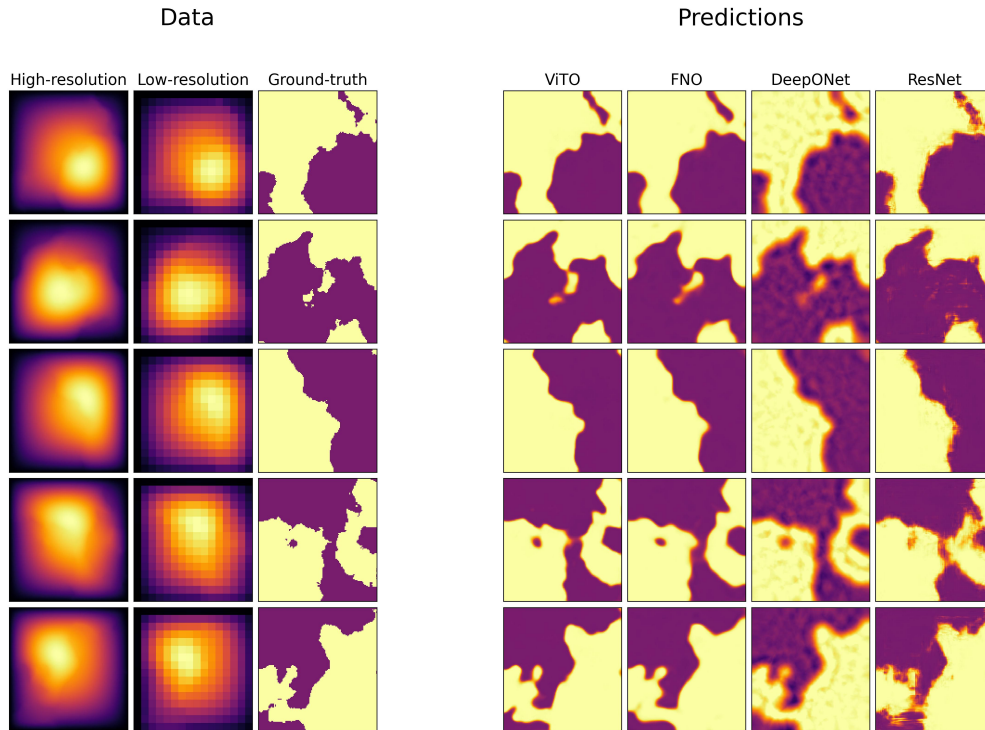 Data
Predictions
High-resolution
Low-resolution
Ground-truth
ViTO
FNO
DeepONet
ResNet